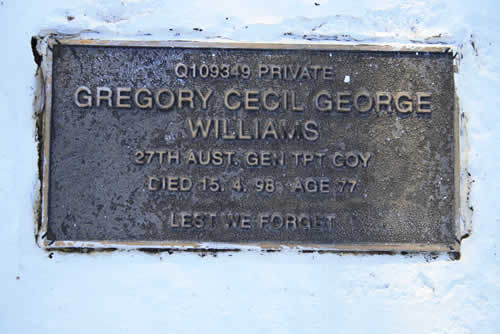 Q109349 PRIVATE
GREGORY CECIL GEORGE
WILLIAMS
27TH AUST. GEN TPT COY
DIED 15. 4. 98 AGE 77
LEST WE FORGET